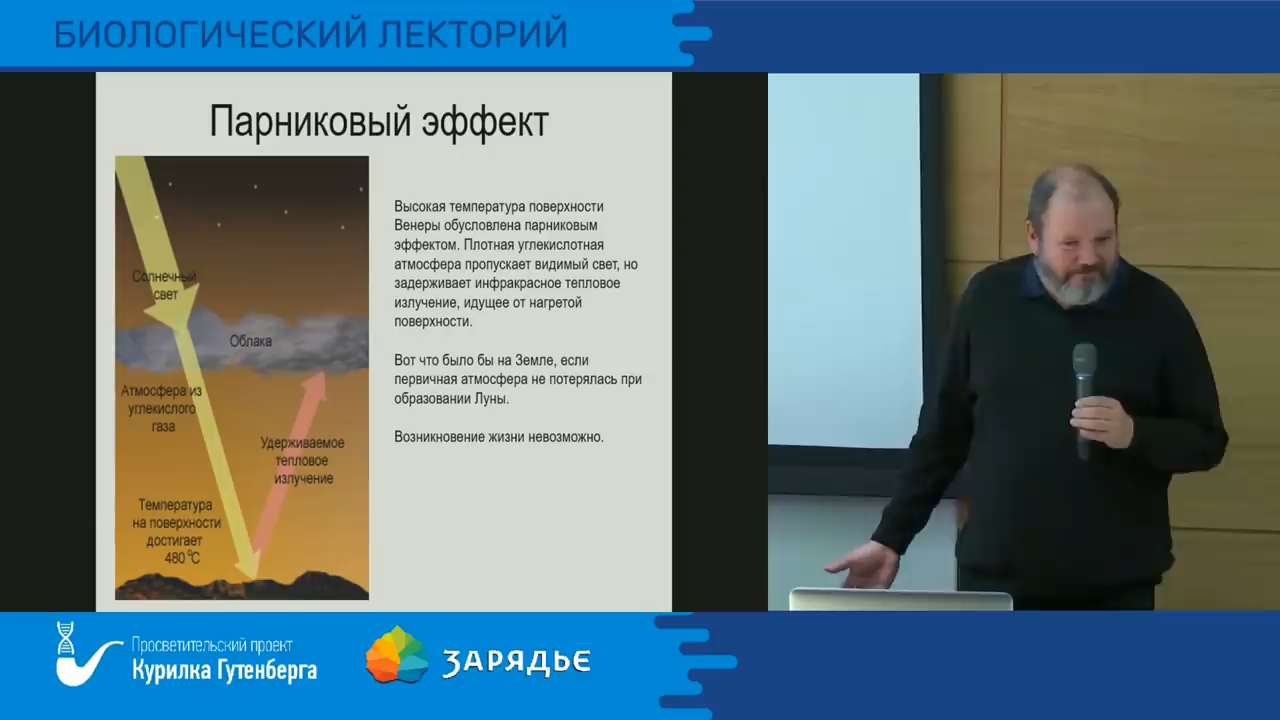 БИОЛОГИЧЕСКИЙ ЛЕКТОРИЙ
Парниковый эффект
Солнечный
свет
Облака
Атмосфера из
углекислого
газа
Удерживаемое
тепловое
излучение
Температура
на поверхности
достигает
480 °C
Высокая температура поверхности
Венеры обусловлена парниковым
эффектом. Плотная углекислотная
атмосфера пропускает видимый свет, но
задерживает инфракрасное тепловое
излучение, идущее от нагретой
поверхности.
Вот что было бы на Земле, если
первичная атмосфера не потерялась при
образовании Луны.
Возникновение жизни невозможно.
Просветительский проект
Курилка Гутенберга
ЗАРЯДЬЕ